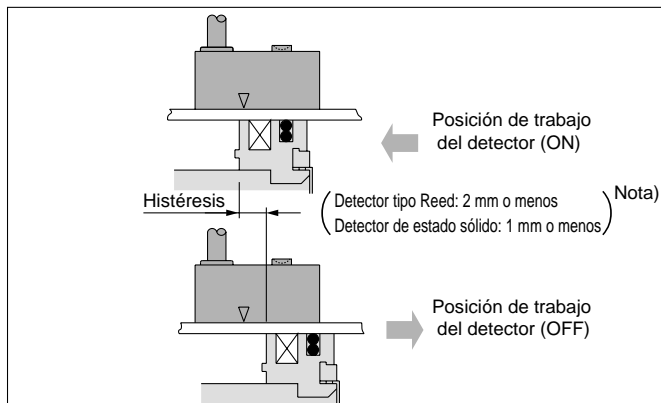 Posición de trabajo
del detector (ON)
Histéresis
Detector tipo Reed: 2 mm o menos
Detector de estado sólido: 1 mm o menos
Nota)
Posición de trabajo
del detector (OFF)